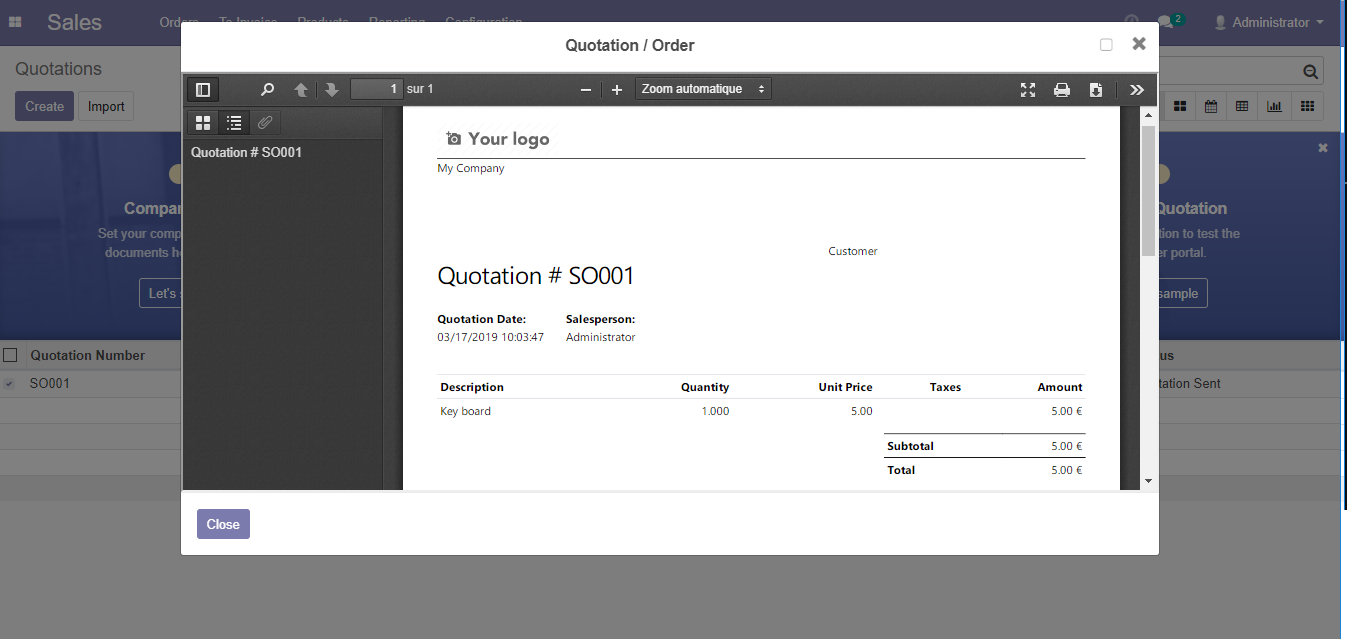 Sales
Orders To Invoice Products Reporting Configuration
2
Administrator
Quotation / Order
Quotations
Create Import
1 sur 1
Zoom automatique
Quotation # SO001
Your logo
My Company
Customer
Quotation # SO001
Quotation Date: Salesperson:
03/17/2019 10:03:47 Administrator
Description Quantity Unit Price Taxes Amount
Key board 1.000 5.00 5.00 €
Subtotal 5.00 €
Total 5.00 €
Close
Compar
Set your comp
documents h
Let's
Quotation
tion to test the
r portal.
sample
Quotation Number
us
SO001
tation Sent